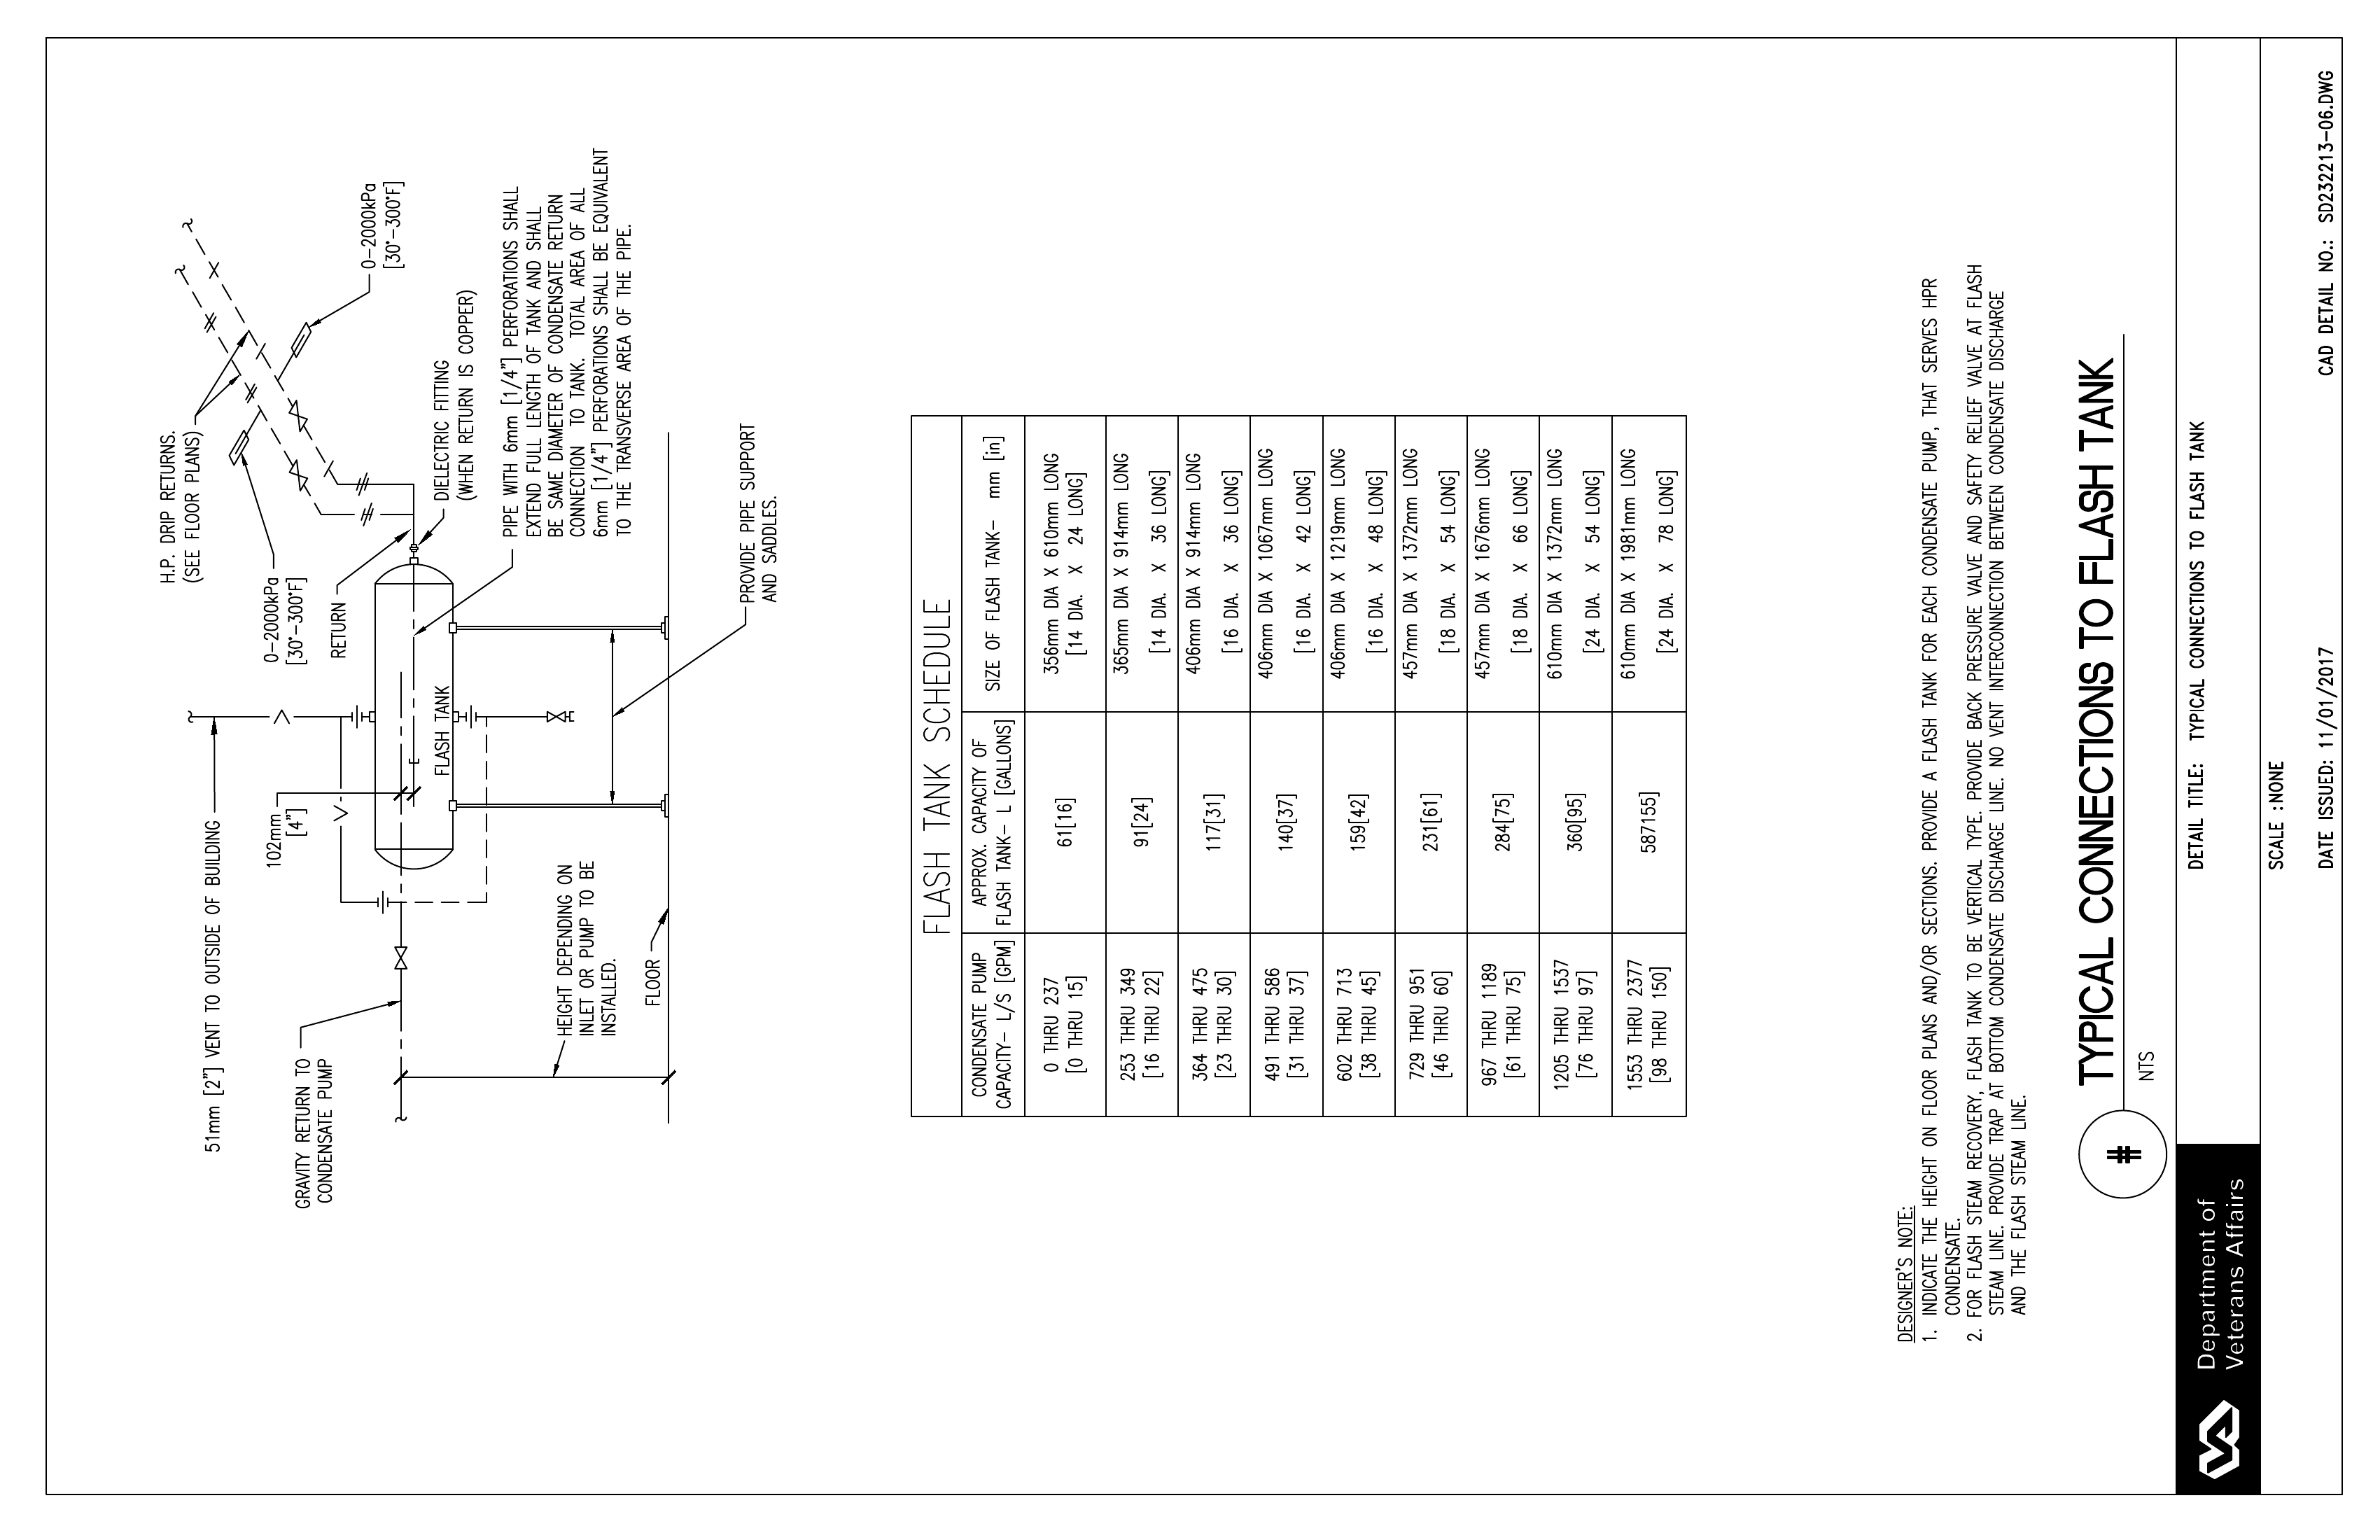 H.P. DRIP RETURNS.
(SEE FLOOR PLANS)
51mm [2"] VENT TO OUTSIDE OF BUILDING
0-2000kPa
[30°-300°F]
0-2000kPa
[30°-300°F]
102mm
[4"]
RETURN
GRAVITY RETURN TO
CONDENSATE PUMP
FLASH TANK
DIELECTRIC FITTING
(WHEN RETURN IS COPPER)
PIPE WITH 6mm [1/4"] PERFORATIONS SHALL
EXTEND FULL LENGTH OF TANK AND SHALL
BE SAME DIAMETER OF CONDENSATE RETURN
CONNECTION TO TANK. TOTAL AREA OF ALL
6mm [1/4"] PERFORATIONS SHALL BE EQUIVALENT
TO THE TRANSVERSE AREA OF THE PIPE.
HEIGHT DEPENDING ON
INLET OR PUMP TO BE
INSTALLED.
FLOOR
PROVIDE PIPE SUPPORT
AND SADDLES.
FLASH TANK SCHEDULE
CONDENSATE PUMP
CAPACITY- L/S [GPM]
APPROX. CAPACITY OF
FLASH TANK- L [GALLONS]
SIZE OF FLASH TANK- mm [in]
0 THRU 237
[0 THRU 15]
61[16]
356mm DIA X 610mm LONG
[14 DIA. X 24 LONG]
253 THRU 349
[16 THRU 22]
91[24]
365mm DIA X 914mm LONG
[14 DIA. X 36 LONG]
364 THRU 475
[23 THRU 30]
117[31]
406mm DIA X 914mm LONG
[16 DIA. X 36 LONG]
491 THRU 586
[31 THRU 37]
140[37]
406mm DIA X 1067mm LONG
[16 DIA. X 42 LONG]
602 THRU 713
[38 THRU 45]
159[42]
406mm DIA X 1219mm LONG
[16 DIA. X 48 LONG]
729 THRU 951
[46 THRU 60]
231[61]
457mm DIA X 1372mm LONG
[18 DIA. X 54 LONG]
967 THRU 1189
[61 THRU 75]
284[75]
457mm DIA X 1676mm LONG
[18 DIA. X 66 LONG]
1205 THRU 1537
[76 THRU 97]
360[95]
610mm DIA X 1372mm LONG
[24 DIA. X 54 LONG]
1553 THRU 2377
[98 THRU 150]
587155]
610mm DIA X 1981mm LONG
[24 DIA. X 78 LONG]
DESIGNER'S NOTE:
1. INDICATE THE HEIGHT ON FLOOR PLANS AND/OR SECTIONS. PROVIDE A FLASH TANK FOR EACH CONDENSATE PUMP, THAT SERVES HPR
CONDENSATE.
2. FOR FLASH STEAM RECOVERY, FLASH TANK TO BE VERTICAL TYPE. PROVIDE BACK PRESSURE VALVE AND SAFETY RELIEF VALVE AT FLASH
STEAM LINE. PROVIDE TRAP AT BOTTOM CONDENSATE DISCHARGE LINE. NO VENT INTERCONNECTION BETWEEN CONDENSATE DISCHARGE
AND THE FLASH STEAM LINE.
# TYPICAL CONNECTIONS TO FLASH TANK
NTS
Department of
Veterans Affairs
DETAIL TITLE: TYPICAL CONNECTIONS TO FLASH TANK
SCALE :NONE
DATE ISSUED: 11/01/2017
CAD DETAIL NO.: SD232213-06.DWG